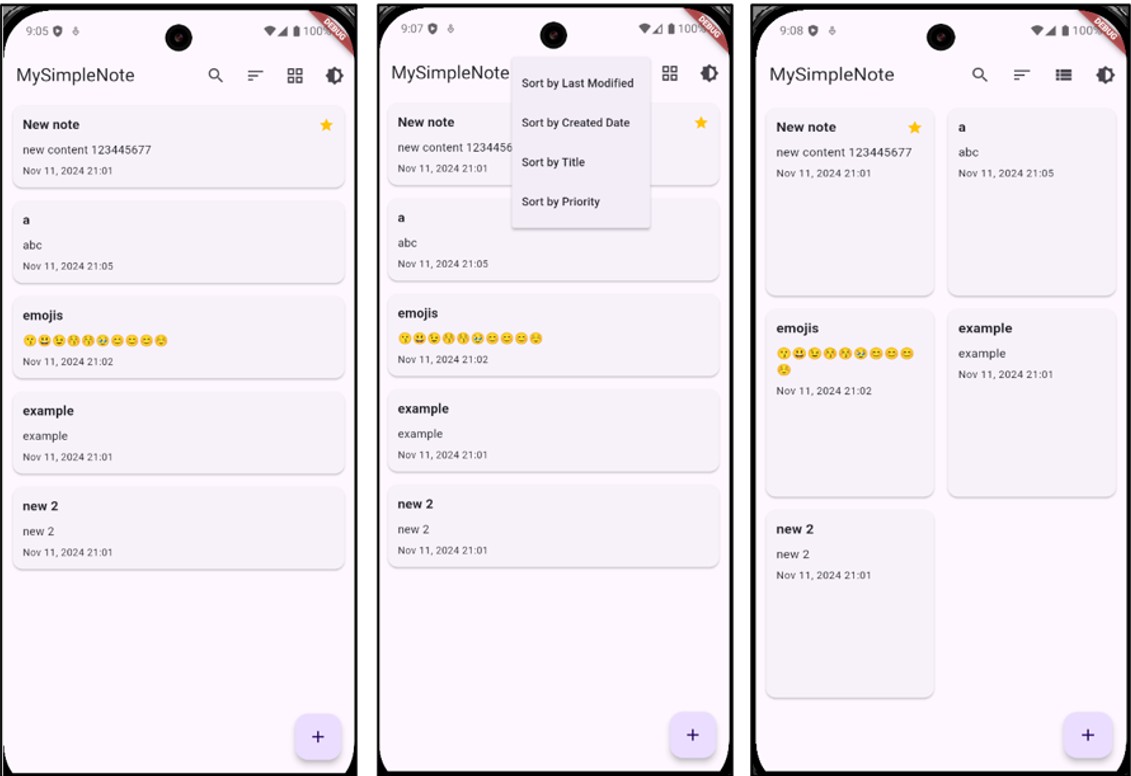 9:05
100%
DEBUG
MySimpleNote
New note
new content 123445677
Nov 11, 2024 21:01
a
abc
Nov 11, 2024 21:05
emojis
😗😃😉😚😚🥹😊😊😊☺️
Nov 11, 2024 21:02
example
example
Nov 11, 2024 21:01
new 2
new 2
Nov 11, 2024 21:01
+
9:07
100%
DEBUG
MySimpleNote
Sort by Last Modified
Sort by Created Date
Sort by Title
Sort by Priority
New note
new content 123445
Nov 11, 2024 21:01
a
abc
Nov 11, 2024 21:05
emojis
😗😃😉😚😚🥹😊😊😊☺️
Nov 11, 2024 21:02
example
example
Nov 11, 2024 21:01
new 2
new 2
Nov 11, 2024 21:01
+
9:08
100%
DEBUG
MySimpleNote
New note
new content 123445677
Nov 11, 2024 21:01
a
abc
Nov 11, 2024 21:05
emojis
😗😃😉😚😚🥹😊😊😊
☺️
Nov 11, 2024 21:02
example
example
Nov 11, 2024 21:01
new 2
new 2
Nov 11, 2024 21:01
+